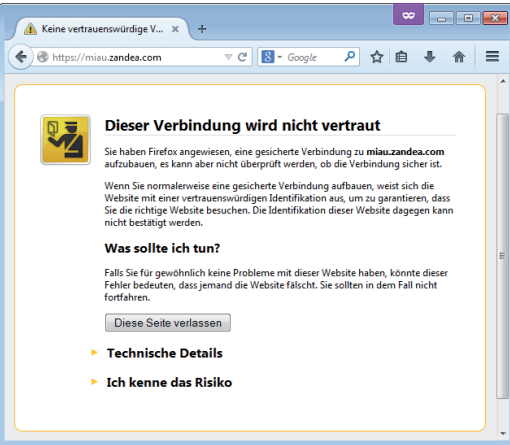 Keine vertrauenswürdige V...
https://miau.zandea.com
Google
Dieser Verbindung wird nicht vertraut
Sie haben Firefox angewiesen, eine gesicherte Verbindung zu miau.zandea.com
aufzubauen, es kann aber nicht überprüft werden, ob die Verbindung sicher ist.
Wenn Sie normalerweise eine gesicherte Verbindung aufbauen, weist sich die
Website mit einer vertrauenswürdigen Identifikation aus, um zu garantieren, dass
Sie die richtige Website besuchen. Die Identifikation dieser Website dagegen kann
nicht bestätigt werden.
Was sollte ich tun?
Falls Sie für gewöhnlich keine Probleme mit dieser Website haben, könnte dieser
Fehler bedeuten, dass jemand die Website fälscht. Sie sollten in dem Fall nicht
fortfahren.
Diese Seite verlassen
Technische Details
Ich kenne das Risiko